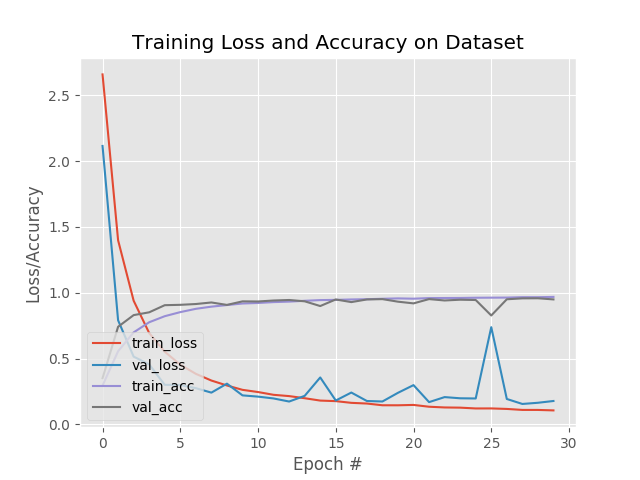 Training Loss and Accuracy on Dataset
Loss/Accuracy
2.5
2.0
1.5
1.0
0.5
0.0
train_loss
val_loss
train_acc
val_acc
0 5 10 15 20 25 30
Epoch #